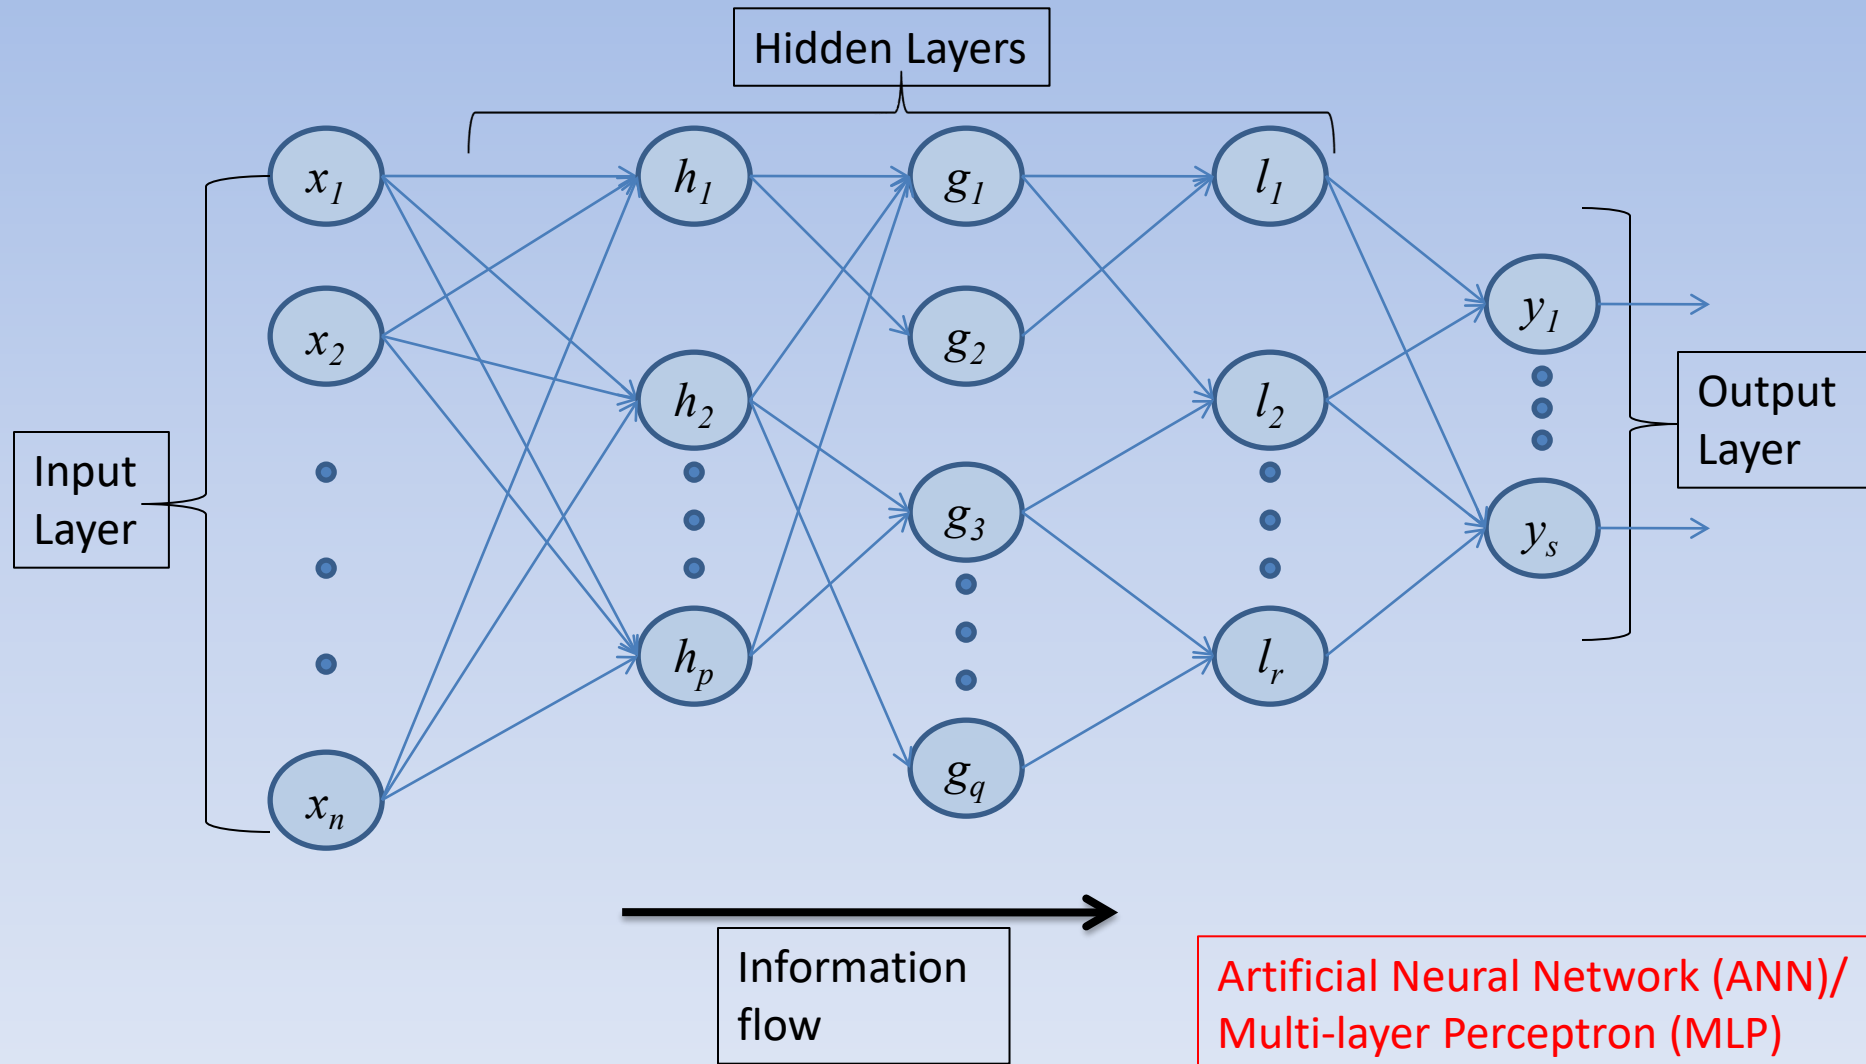 Hidden Layers
x1 h1 g1 l1
x2 g2 y1
h2 l2
Input
Layer
g3 ys
Output
Layer
hp lr
xn gq
Information
flow
Artificial Neural Network (ANN)/
Multi-layer Perceptron (MLP)